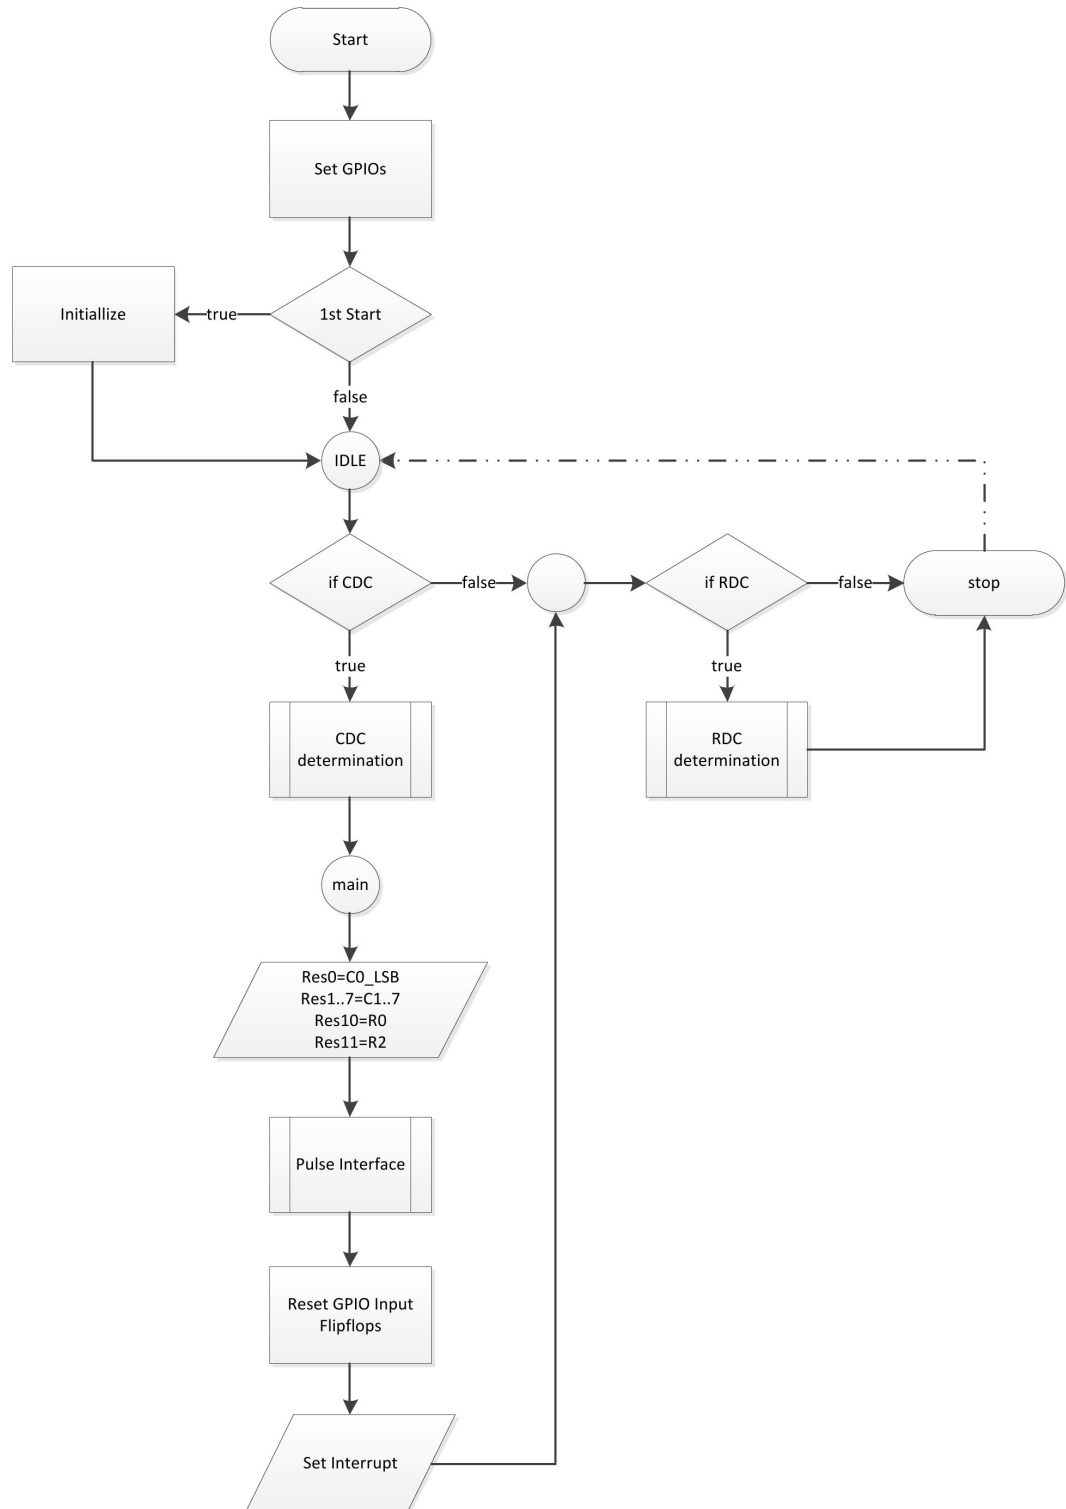 Start
Set GPIOs
Initiallize
true
1st Start
false
IDLE
if CDC
false
if RDC
false
stop
true
true
CDC
determination
RDC
determination
main
Res0=C0_LSB
Res1..7=C1..7
Res10=R0
Res11=R2
Pulse Interface
Reset GPIO Input
Flipflops
Set Interrupt